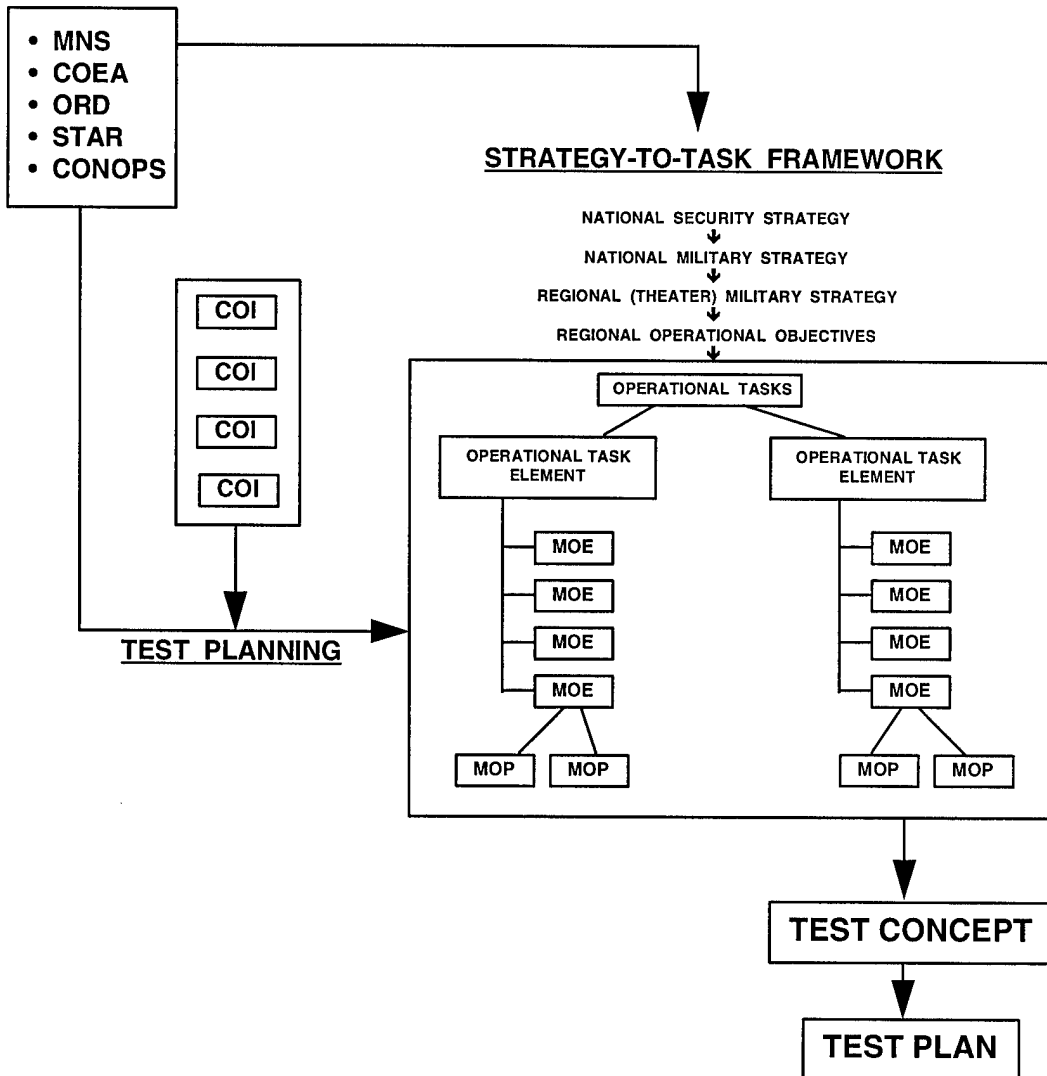 • MNS
• COEA
• ORD
• STAR
• CONOPS
STRATEGY-TO-TASK FRAMEWORK
NATIONAL SECURITY STRATEGY
NATIONAL MILITARY STRATEGY
REGIONAL (THEATER) MILITARY STRATEGY
REGIONAL OPERATIONAL OBJECTIVES
COI
COI
COI
COI
TEST PLANNING
OPERATIONAL TASKS
OPERATIONAL TASK
ELEMENT
MOE
MOE
MOE
MOE
MOP
MOP
OPERATIONAL TASK
ELEMENT
MOE
MOE
MOE
MOE
MOP
MOP
TEST CONCEPT
TEST PLAN